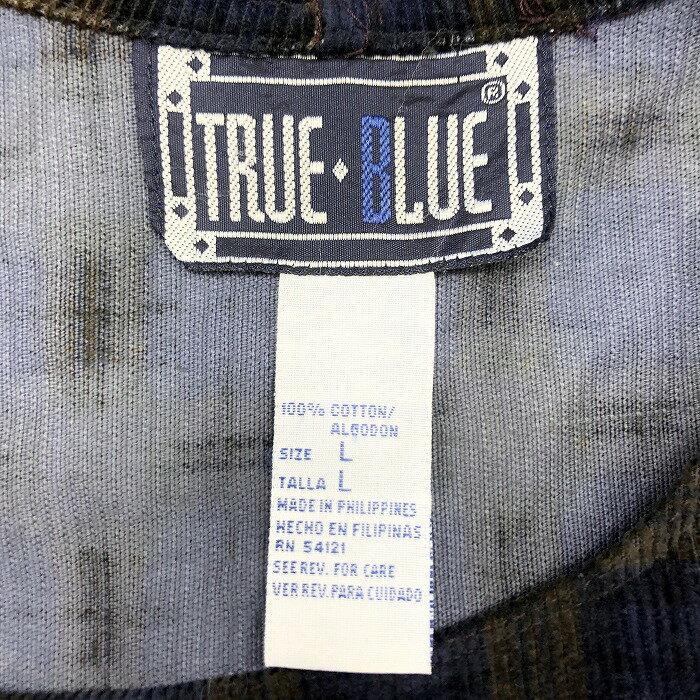 TRUE BLUE ®
100% COTTON/
ALGODON
SIZE L
TALLA L
MADE IN PHILIPPINES
HECHO EN FILIPINAS
RN 54121
SEE REV. FOR CARE
VER REV. PARA CUIDADO